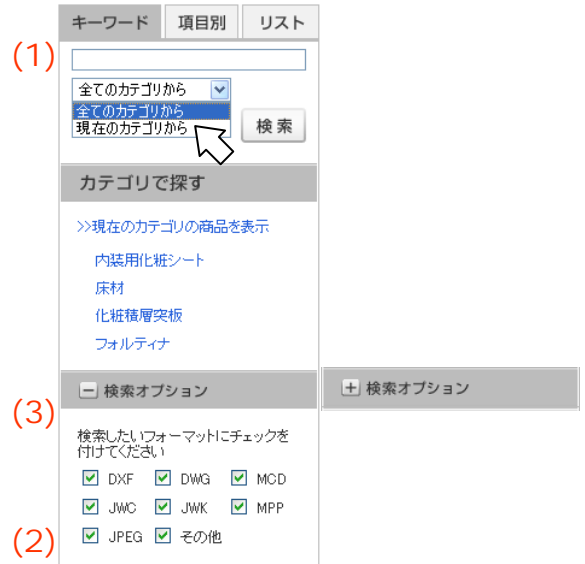 キーワード 項目別 リスト
(1)
全てのカテゴリから
全てのカテゴリから
現在のカテゴリから
検索
カテゴリで探す
>>現在のカテゴリの商品を表示
内装用化粧シート
床材
化粧積層突板
フォルティナ
検索オプション 検索オプション
(3)
検索したいフォーマットにチェックを
付けてください
DXF DWG MCD
JWC JWK MPP
(2) JPEG その他